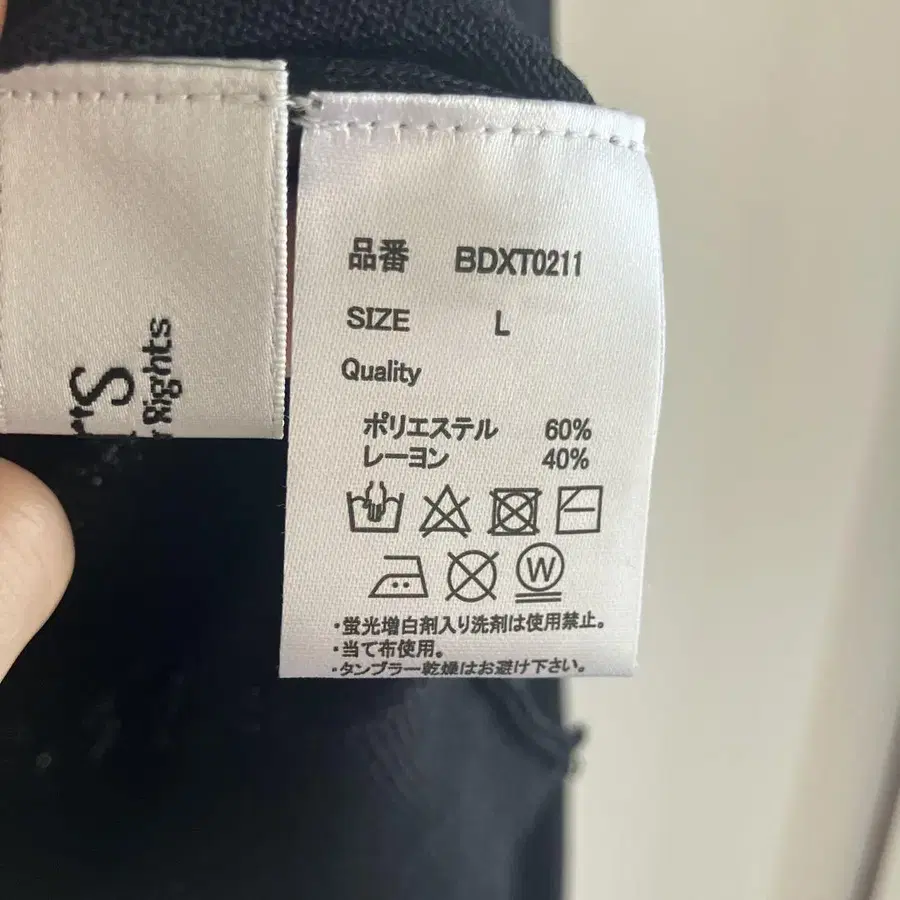 品番 BDXT0211
SIZE L
Quality
ポリエステル 60%
レーヨン 40%
W
・蛍光増白剤入り洗剤は使用禁止。
・当て布使用。
・タンブラー乾燥はお避け下さい。
Rights